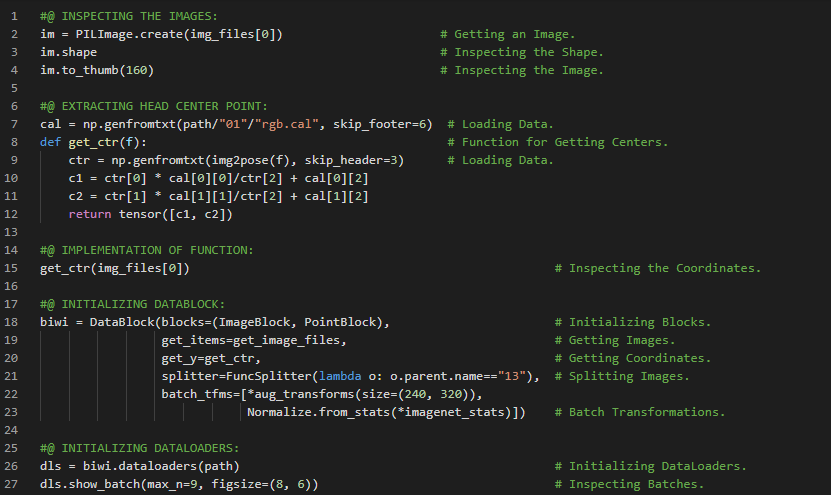 1 #@ INSPECTING THE IMAGES:
2 im = PILImage.create(img_files[0]) # Getting an Image.
3 im.shape # Inspecting the Shape.
4 im.to_thumb(160) # Inspecting the Image.
5
6 #@ EXTRACTING HEAD CENTER POINT:
7 cal = np.genfromtxt(path/"01"/"rgb.cal", skip_footer=6) # Loading Data.
8 def get_ctr(f): # Function for Getting Centers.
9 ctr = np.genfromtxt(img2pose(f), skip_header=3) # Loading Data.
10 c1 = ctr[0] * cal[0][0]/ctr[2] + cal[0][2]
11 c2 = ctr[1] * cal[1][1]/ctr[2] + cal[1][2]
12 return tensor([c1, c2])
13
14 #@ IMPLEMENTATION OF FUNCTION:
15 get_ctr(img_files[0]) # Inspecting the Coordinates.
16
17 #@ INITIALIZING DATABLOCK:
18 biwi = DataBlock(blocks=(ImageBlock, PointBlock), # Initializing Blocks.
19 get_items=get_image_files, # Getting Images.
20 get_y=get_ctr, # Getting Coordinates.
21 splitter=FuncSplitter(lambda o: o.parent.name=="13"), # Splitting Images.
22 batch_tfms=[*aug_transforms(size=(240, 320)),
23 Normalize.from_stats(*imagenet_stats)]) # Batch Transformations.
24
25 #@ INITIALIZING DATALOADERS:
26 dls = biwi.dataloaders(path) # Initializing DataLoaders.
27 dls.show_batch(max_n=9, figsize=(8, 6)) # Inspecting Batches.